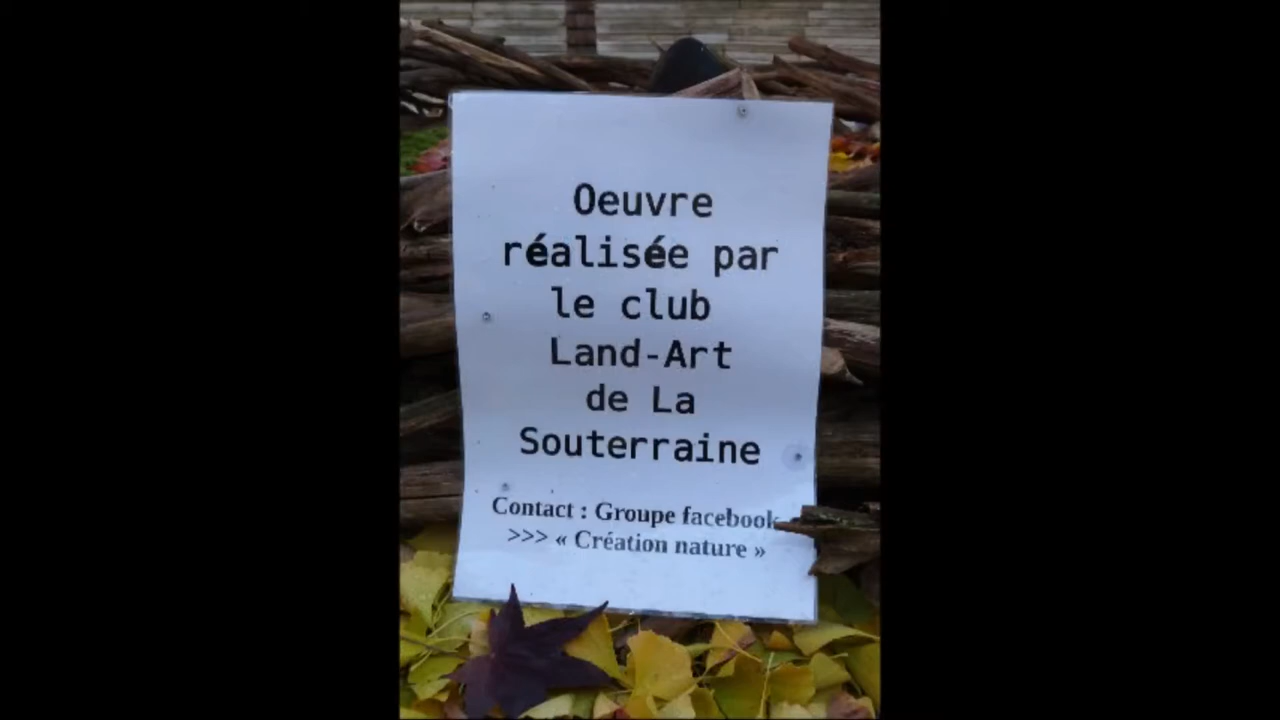 Oeuvre
réalisée par
le club
Land-Art
de La
Souterraine
Contact : Groupe facebook
>>> « Création nature »